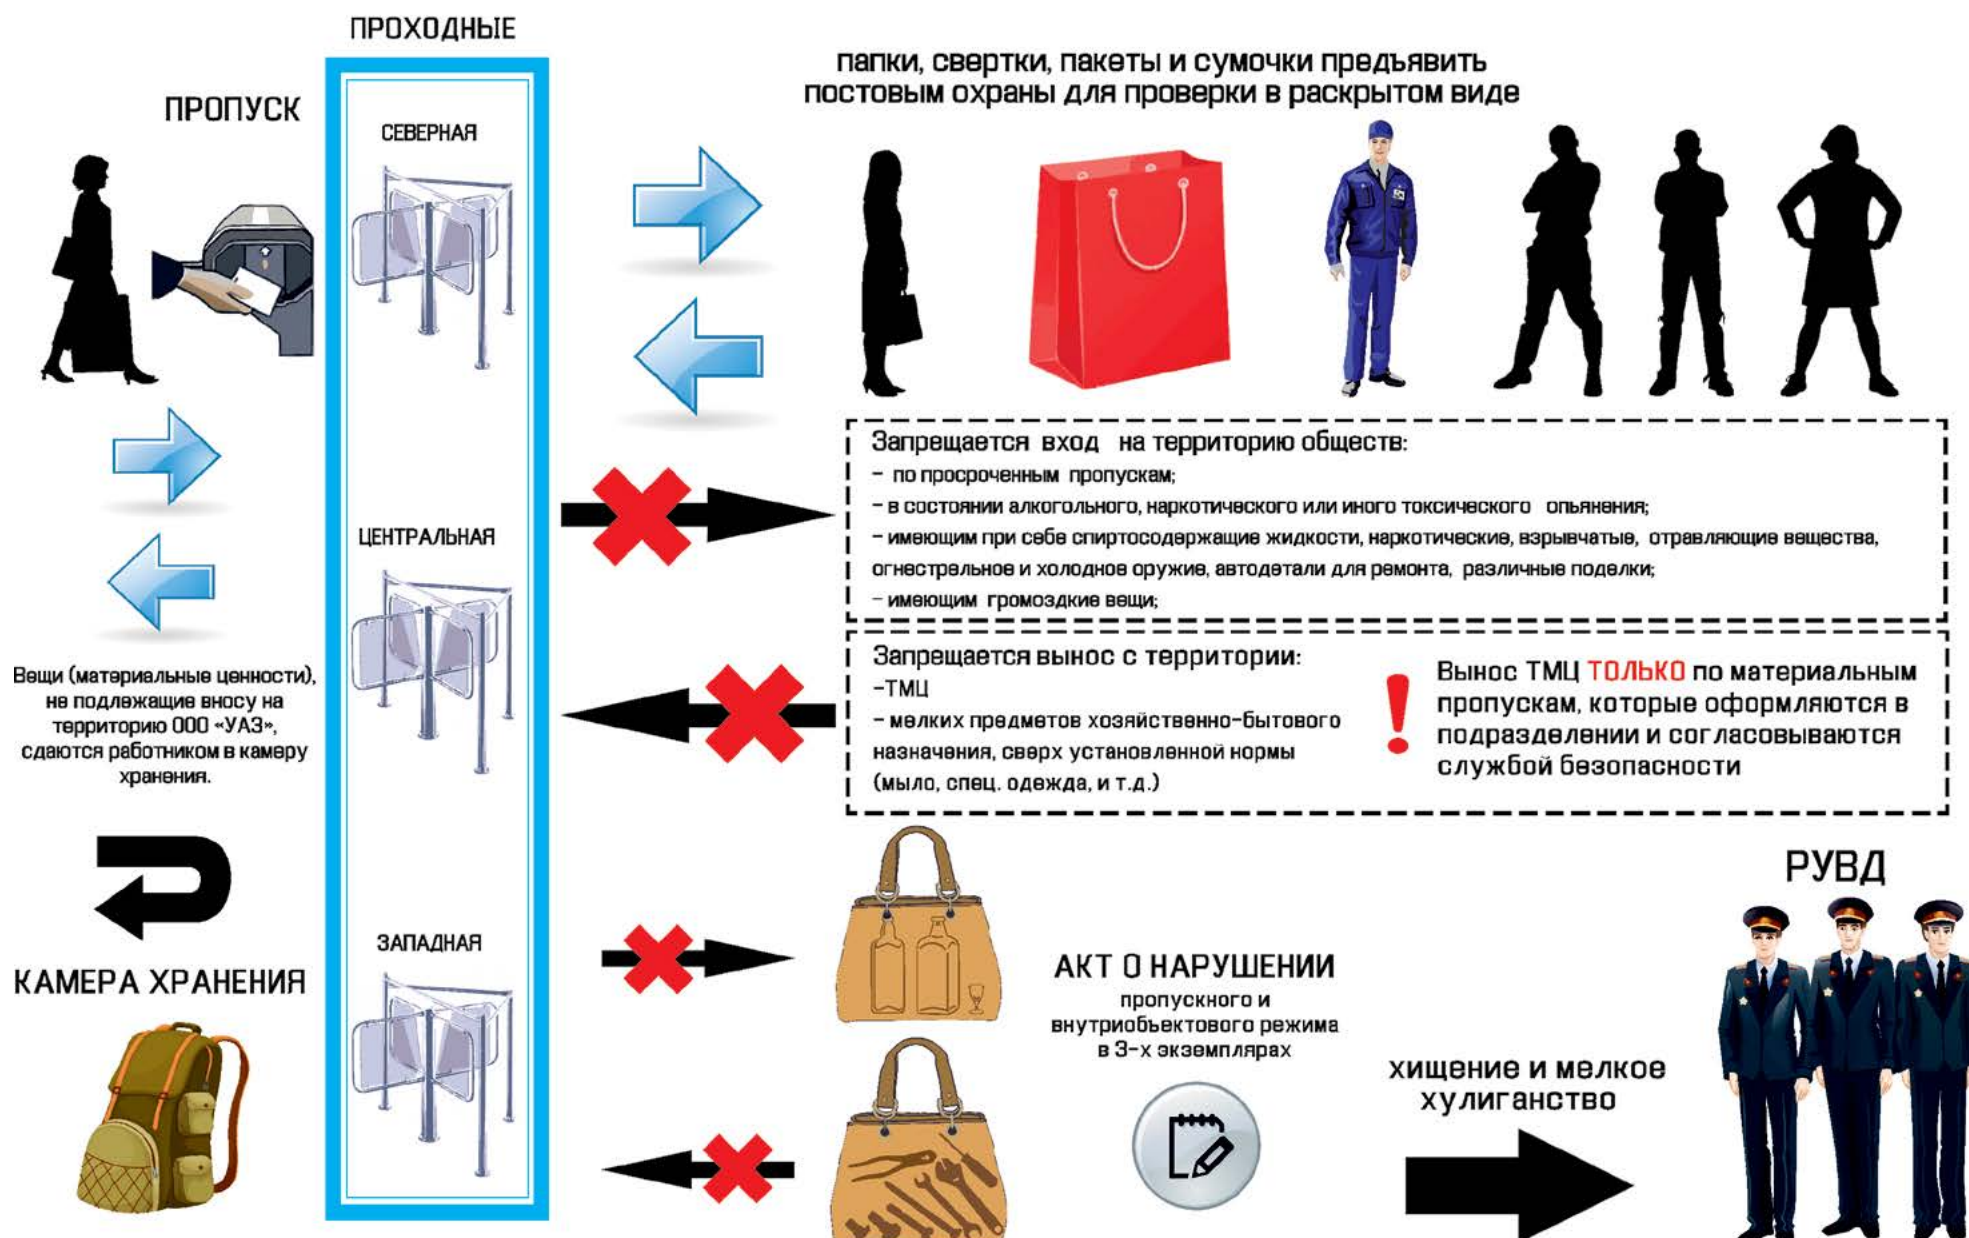 ПРОХОДНЫЕ
ПРОПУСК
СЕВЕРНАЯ
ЦЕНТРАЛЬНАЯ
ЗАПАДНАЯ
папки, свертки, пакеты и сумочки предъявить
постовым охраны для проверки в раскрытом виде
Запрещается вход на территорию обществ:
- по просроченным пропускам;
- в состоянии алкогольного, наркотического или иного токсического опьянения;
- имеющим при себе спиртосодержащие жидкости, наркотические, взрывчатые, отравляющие вещества,
огнестрельное и холодное оружие, автодетали для ремонта, различные поделки;
- имеющим громоздкие вещи;
Запрещается вынос с территории:
-ТМЦ
- мелких предметов хозяйственно-бытового
назначения, сверх установленной нормы
(мыло, спец. одежда, и т.д.)
!
Вынос ТМЦ ТОЛЬКО по материальным
пропускам, которые оформляются в
подразделении и согласовываются
службой безопасности
Вещи (материальные ценности),
не подлежащие вносу на
территорию ООО «УАЗ»,
сдаются работником в камеру
хранения.
КАМЕРА ХРАНЕНИЯ
АКТ О НАРУШЕНИИ
пропускного и
внутриобъектового режима
в 3-х экземплярах
хищение и мелкое
хулиганство
РУВД